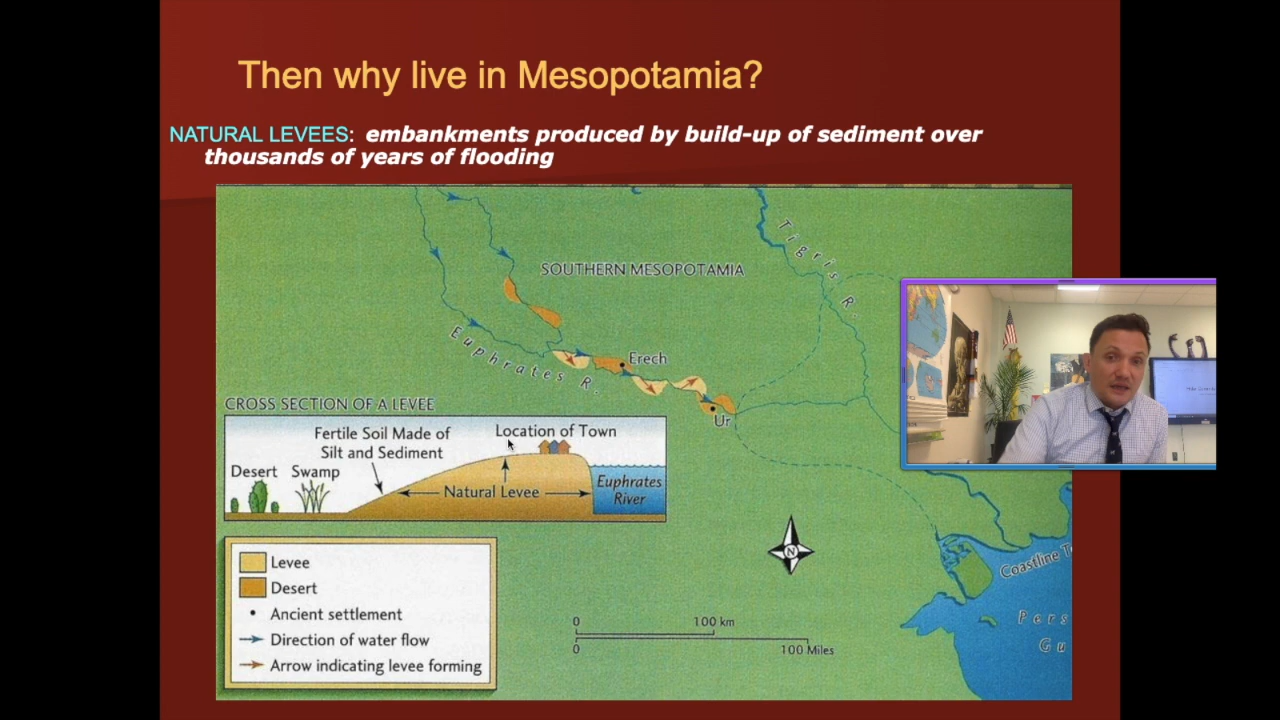 Then why live in Mesopotamia?
NATURAL LEVEES: embankments produced by build-up of sediment over
thousands of years of flooding
Tigris R.
SOUTHERN MESOPOTAMIA
Euphrates R.
Erech
Ur
CROSS SECTION OF A LEVEE
Fertile Soil Made of
Silt and Sediment
Location of Town
Desert
Swamp
Natural Levee
Euphrates
River
Levee
Desert
Ancient settlement
Direction of water flow
Arrow indicating levee forming
N
0 100 km
0 100 Miles
Coastline T
Pers
Gu